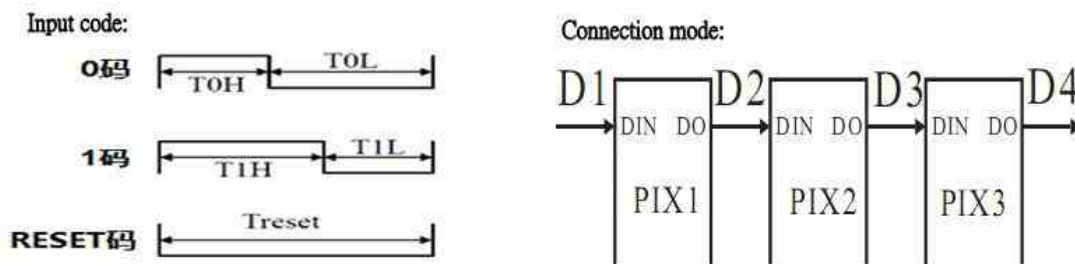 Input code:
0码
T0H
T0L
1码
T1H
T1L
RESET码
Treset
Connection mode:
D1
D2
D3
D4
DIN DO
DIN DO
DIN DO
PIX1
PIX2
PIX3